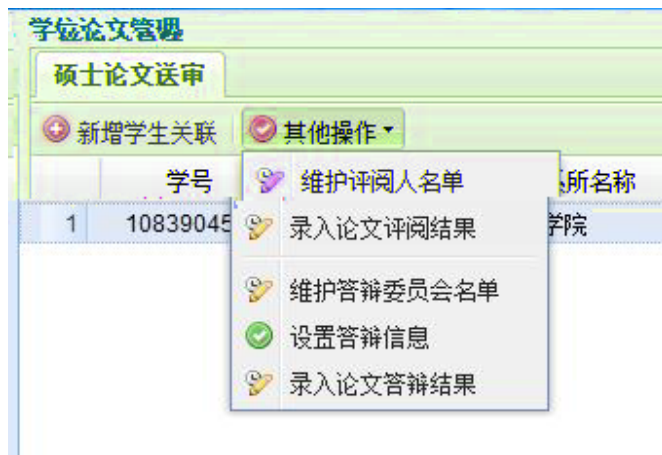 学位论文管理
硕士论文送审
新增学生关联 其他操作
学号 所名称
1 10839045 学院
维护评阅人名单
录入论文评阅结果
维护答辩委员会名单
设置答辩信息
录入论文答辩结果